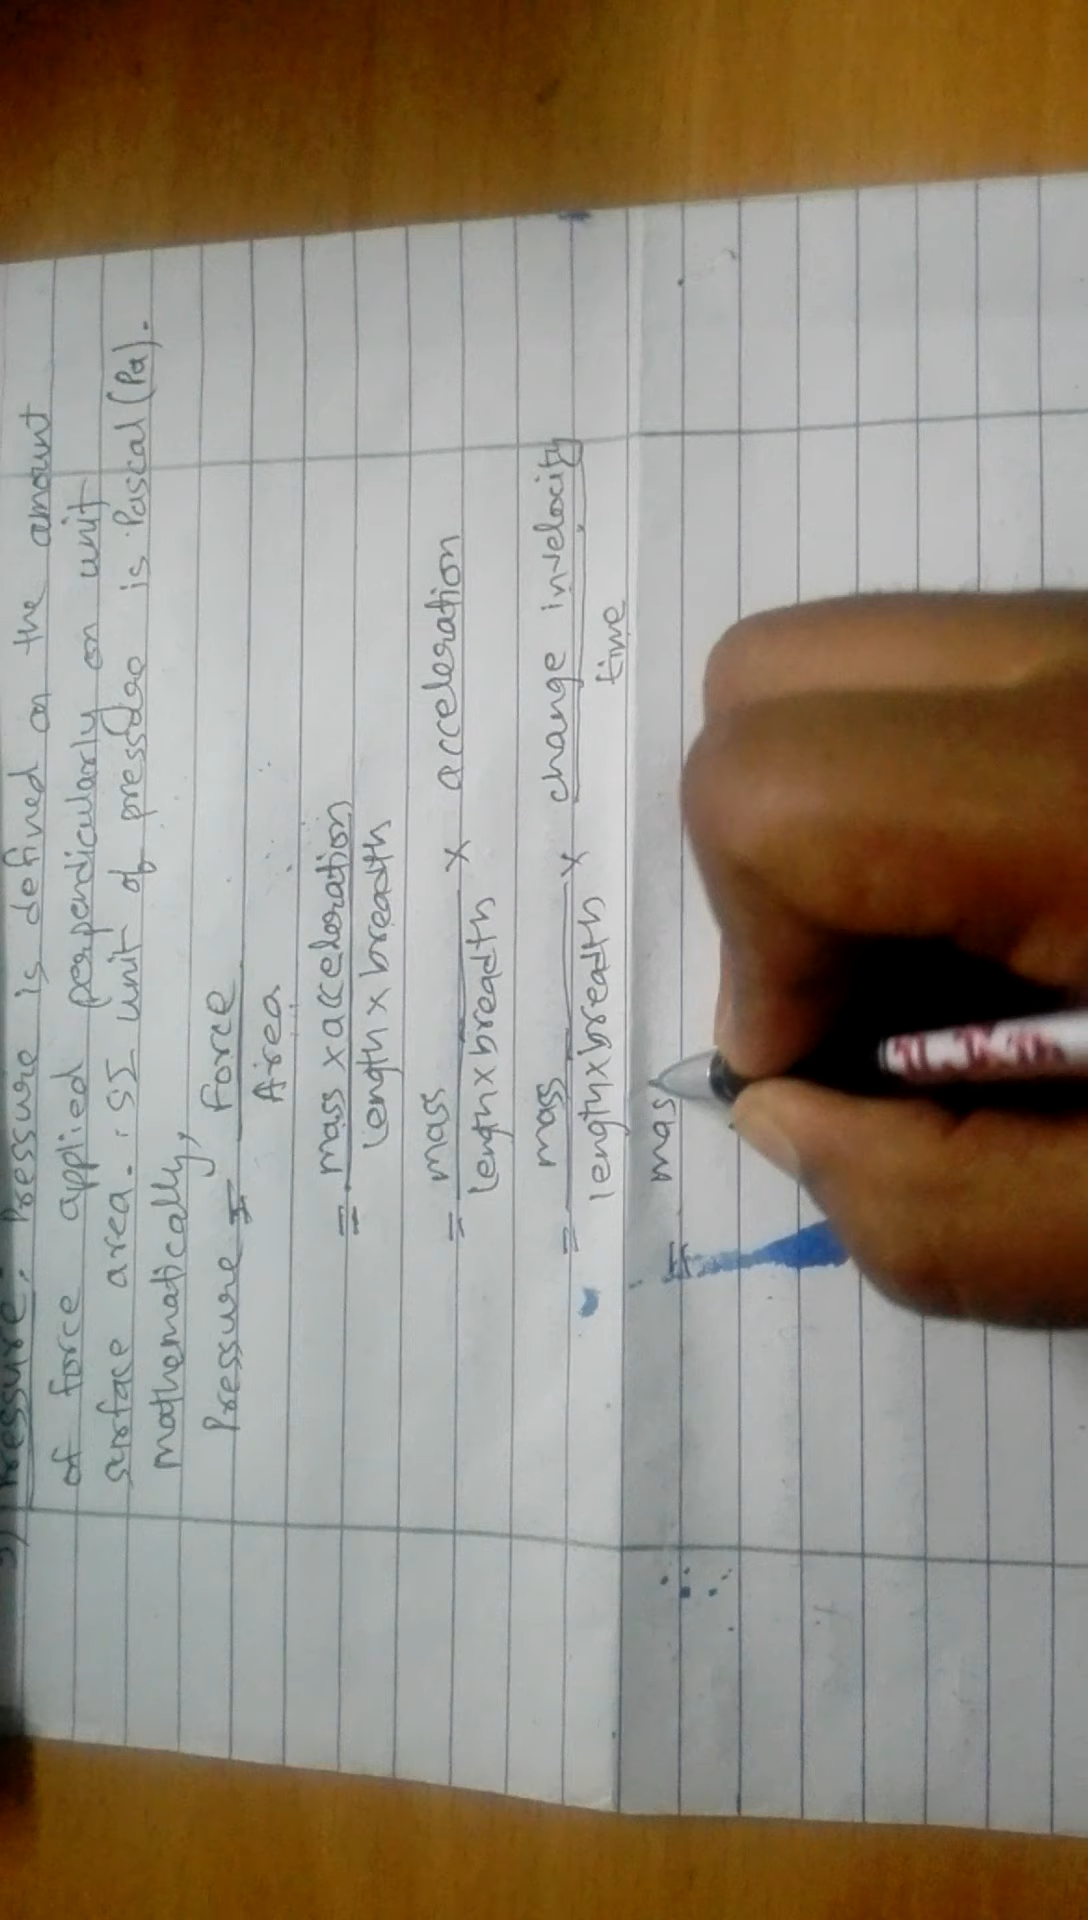 Pressure: Pressure is defined as the amount
of force applied perpendicularly on unit
surface area. SI unit of pressure is Pascal (Pa).
mathematically,
Pressure = Force
Area
= mass x acceleration
length x breadth
= mass x acceleration
length x breadth
= mass x change in velocity
length x breadth time
= mas